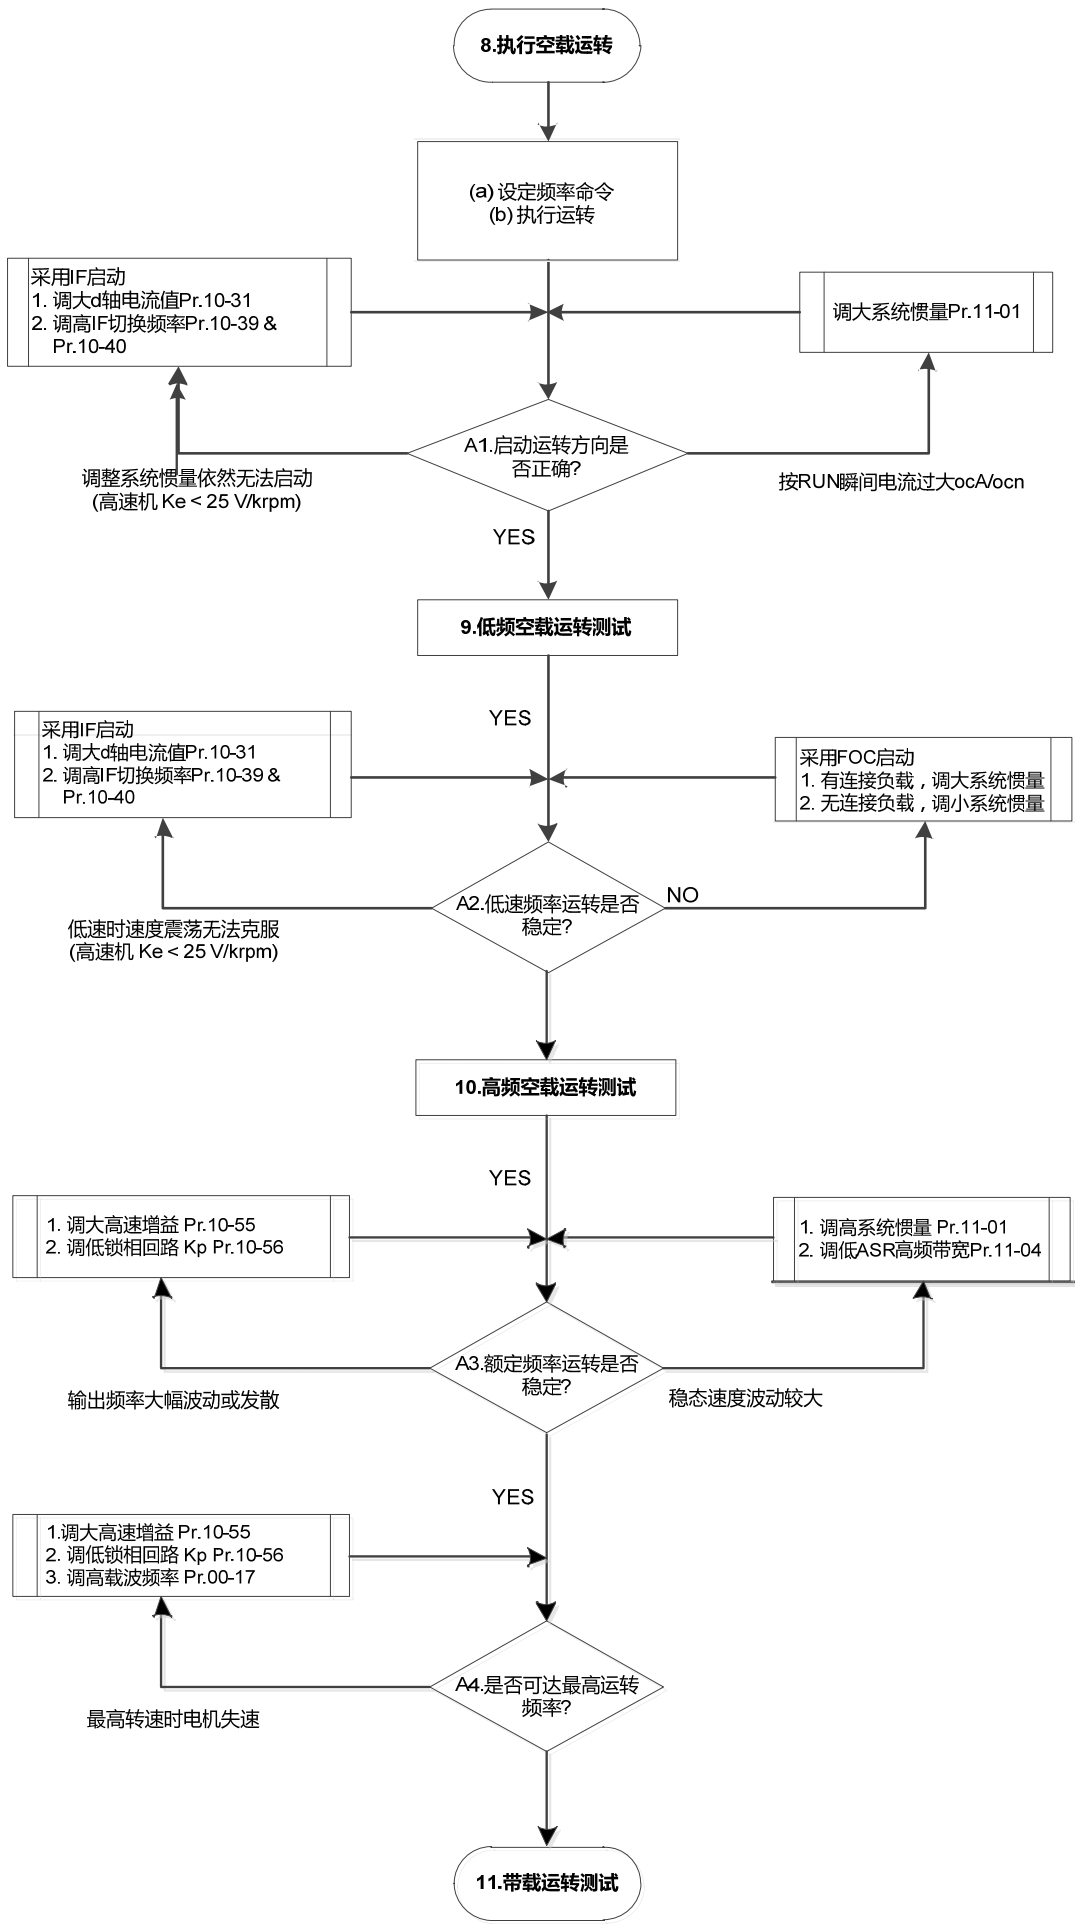 8.执行空载运转
(a) 设定频率命令
(b) 执行运转
采用IF启动
1. 调大d轴电流值Pr.10-31
2. 调高IF切换频率Pr.10-39 &
Pr.10-40
调大系统惯量Pr.11-01
A1.启动运转方向是
否正确?
调整系统惯量依然无法启动
(高速机 Ke < 25 V/krpm)
按RUN瞬间电流过大ocA/ocn
YES
9.低频空载运转测试
YES
采用IF启动
1. 调大d轴电流值Pr.10-31
2. 调高IF切换频率Pr.10-39 &
Pr.10-40
采用FOC启动
1. 有连接负载，调大系统惯量
2. 无连接负载，调小系统惯量
A2.低速频率运转是否
稳定?
NO
低速时速度震荡无法克服
(高速机 Ke < 25 V/krpm)
10.高频空载运转测试
YES
1. 调大高速增益 Pr.10-55
2. 调低锁相回路 Kp Pr.10-56
1. 调高系统惯量 Pr.11-01
2. 调低ASR高频带宽Pr.11-04
A3.额定频率运转是否
稳定?
输出频率大幅波动或发散
稳态速度波动较大
YES
1.调大高速增益 Pr.10-55
2. 调低锁相回路 Kp Pr.10-56
3. 调高载波频率 Pr.00-17
A4.是否可达最高运转
频率?
最高转速时电机失速
11.带载运转测试